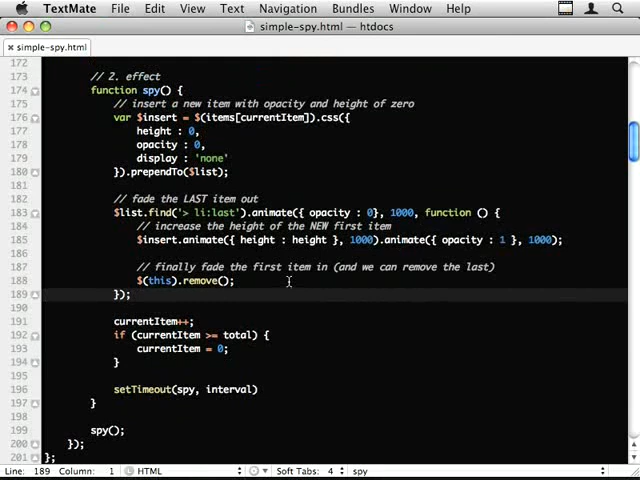 TextMate File Edit View Text Navigation Bundles Window
simple-spy.html — htdocs
simple-spy.html
172
173 // 2. effect
174 function spy() {
175 // insert a new item with opacity and height of zero
176 var $insert = $(items[currentItem]).css({
177 height : 0,
178 opacity : 0,
179 display : 'none'
180 }).prependTo($list);
181
182 // fade the LAST item out
183 $list.find('> li:last').animate({ opacity : 0}, 1000, function () {
184 // increase the height of the NEW first item
185 $insert.animate({ height : height }, 1000).animate({ opacity : 1 }, 1000);
186
187 // finally fade the first item in (and we can remove the last)
188 $(this).remove();
189 });
190
191 currentItem++;
192 if (currentItem >= total) {
193 currentItem = 0;
194 }
195
196 setTimeout(spy, interval)
197 }
198
199 spy();
200 });
201 };
Line: 189 Column: 1 HTML Soft Tabs: 4 spy